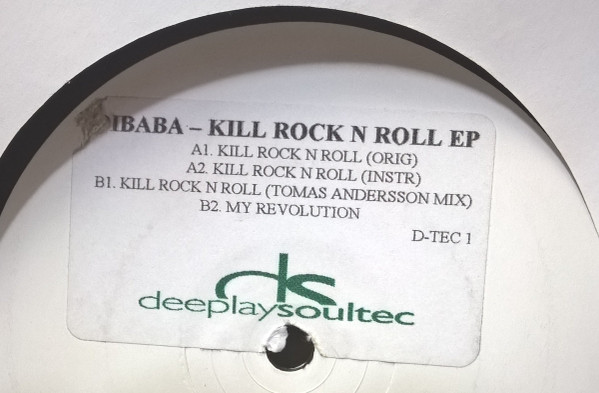 IBABA – KILL ROCK N ROLL EP
A1. KILL ROCK N ROLL (ORIG)
A2. KILL ROCK N ROLL (INSTR)
B1. KILL ROCK N ROLL (TOMAS ANDERSSON MIX)
B2. MY REVOLUTION
D-TEC 1
ds
deeplaysoultec